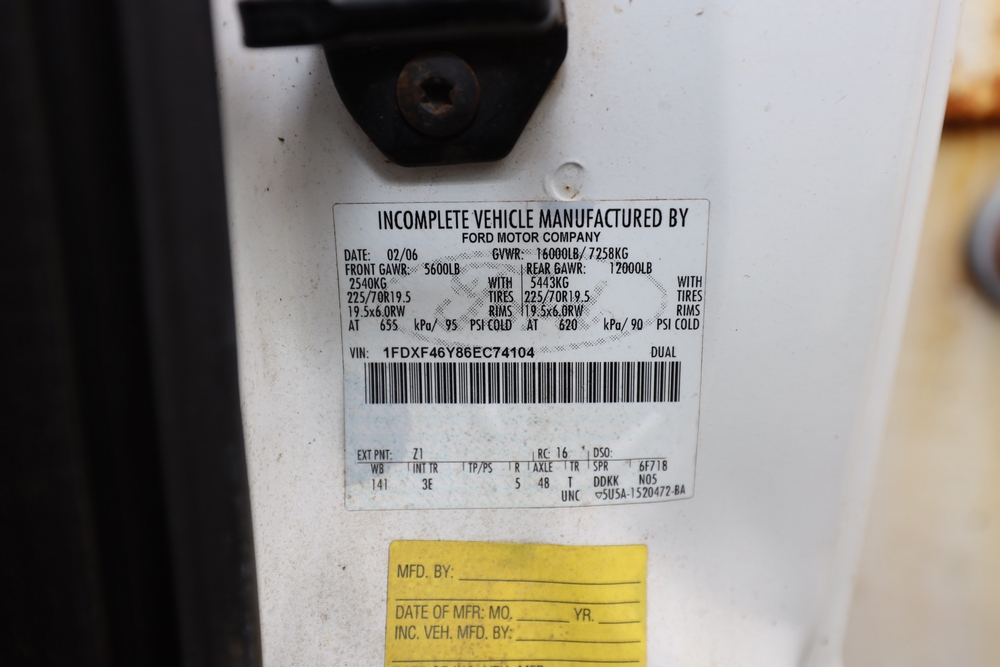 INCOMPLETE VEHICLE MANUFACTURED BY
FORD MOTOR COMPANY
DATE: 02/06 GVWR: 16000LB/ 7258KG
FRONT GAWR: 5600LB REAR GAWR: 12000LB
2540KG WITH 5443KG WITH
225/70R19.5 TIRES 225/70R19.5 TIRES
19.5x6.0RW RIMS 19.5x6.0RW RIMS
AT 655 kPa/ 95 PSI COLD AT 620 kPa/ 90 PSI COLD
VIN: 1FDXF46Y86EC74104 DUAL
EXT PNT: Z1 RC: 16 DSO:
WB INT TR TP/PS R AXLE TR SPR 6F718
141 3E 5 48 T DDKK N05
UNC ▽5U5A-1520472-BA
MFD. BY:
DATE OF MFR: MO. YR.
INC. VEH. MFD. BY: